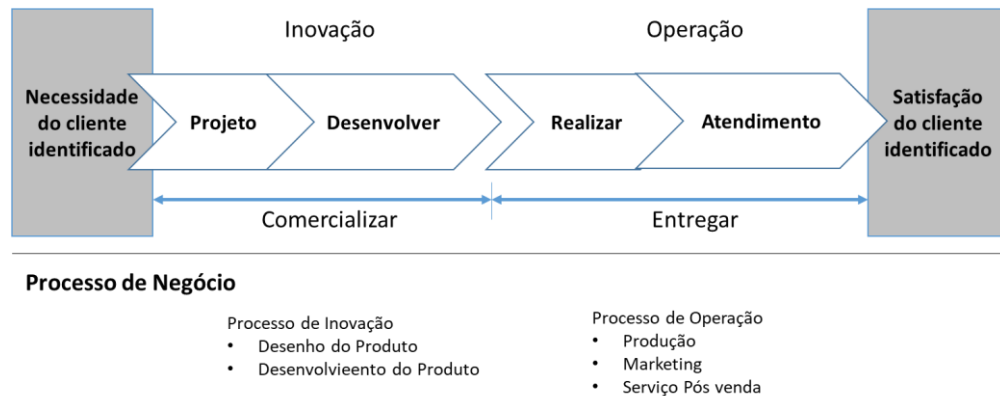 Inovação
Operação
Necessidade
do cliente
identificado
Projeto
Desenvolver
Realizar
Atendimento
Satisfação
do cliente
identificado
Comercializar
Entregar
Processo de Negócio
Processo de Inovação
• Desenho do Produto
• Desenvolvieento do Produto
Processo de Operação
• Produção
• Marketing
• Serviço Pós venda